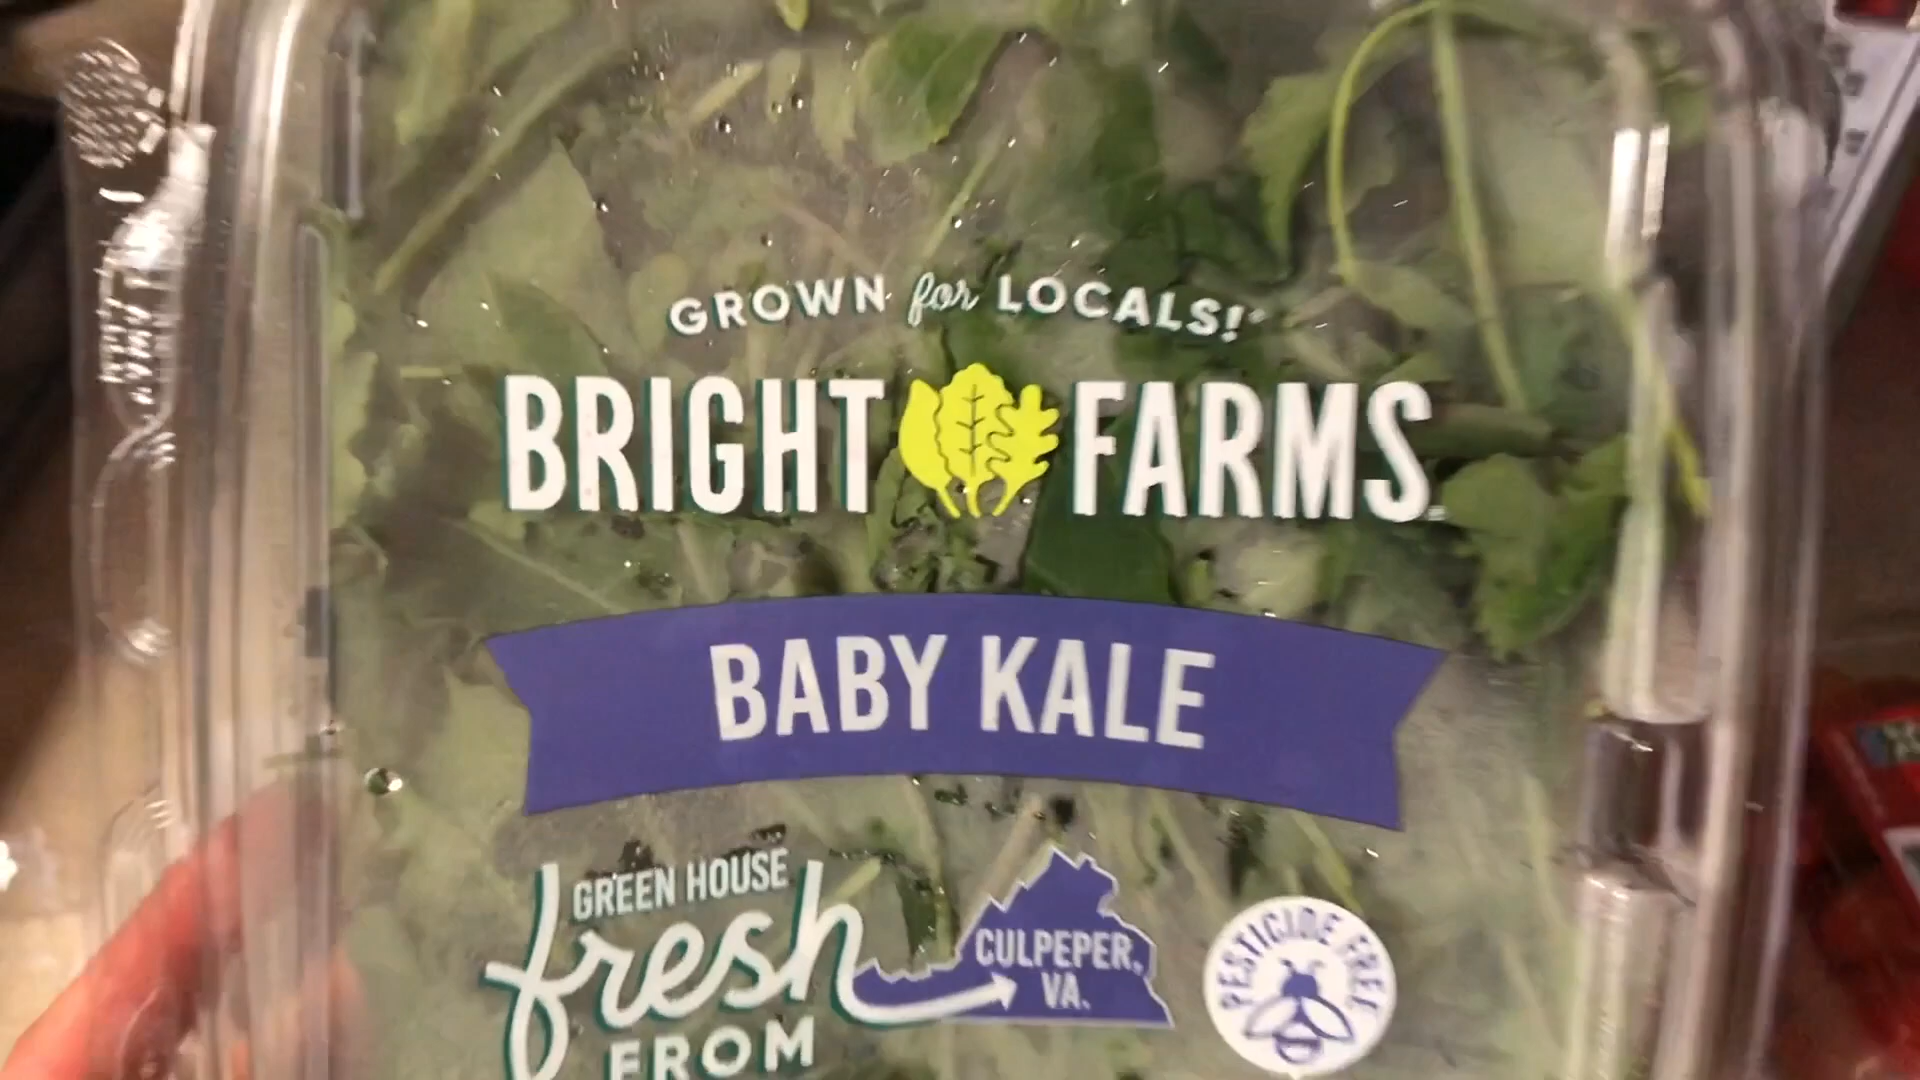 GROWN for LOCALS!
BRIGHT FARMS
BABY KALE
GREEN HOUSE
fresh
FROM
CULPEPER,
VA.
PESTICIDE FREE